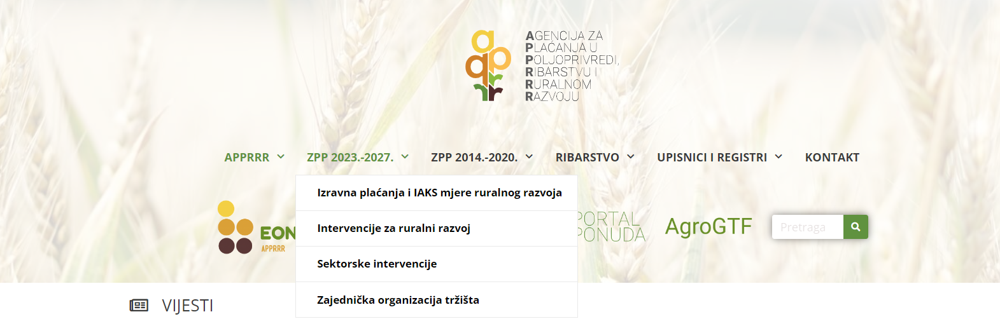 AGENCIJA ZA
PLAĆANJA U
POLJOPRIVREDI,
RIBARSTVU I
RURALNOM
RAZVOJU
APPRRR ZPP 2023.-2027. ZPP 2014.-2020. RIBARSTVO UPISNICI I REGISTRI KONTAKT
Izravna plaćanja i IAKS mjere ruralnog razvoja
Intervencije za ruralni razvoj
Sektorske intervencije
Zajednička organizacija tržišta
EON
APPRRR
PORTAL
PONUDA
AgroGTF
Pretraga
VIJESTI